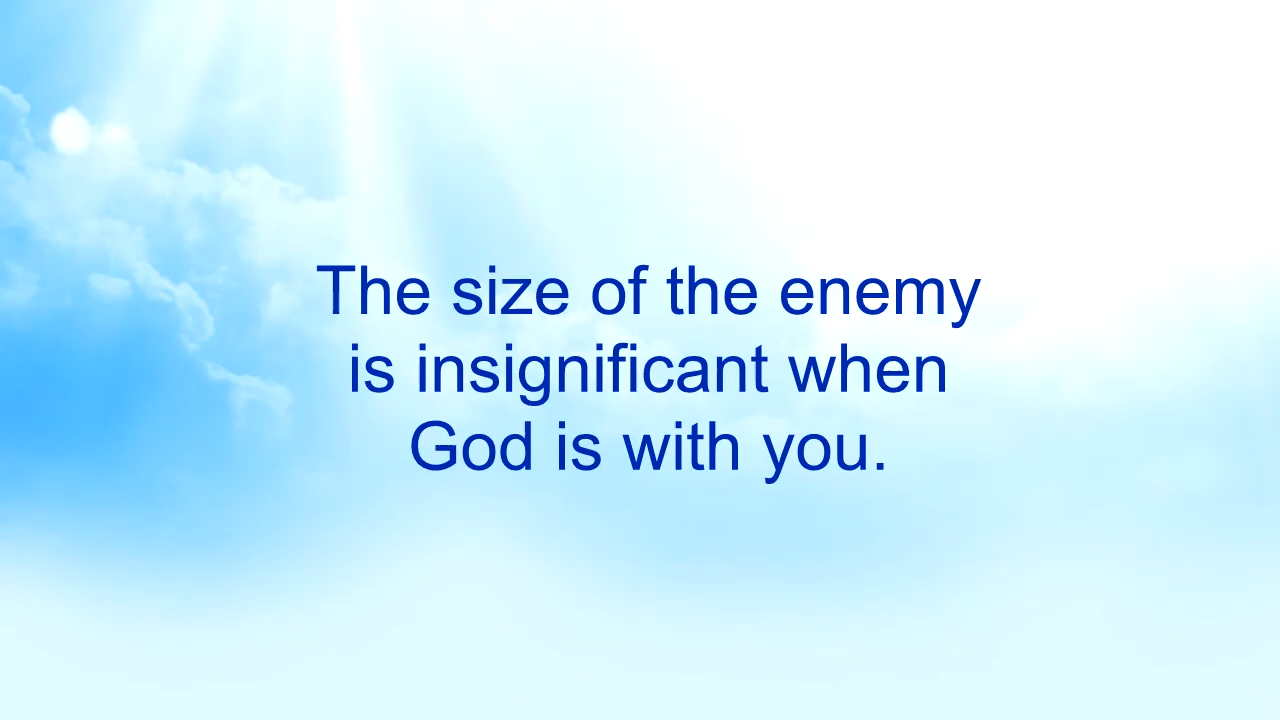 The size of the enemy
is insignificant when
God is with you.